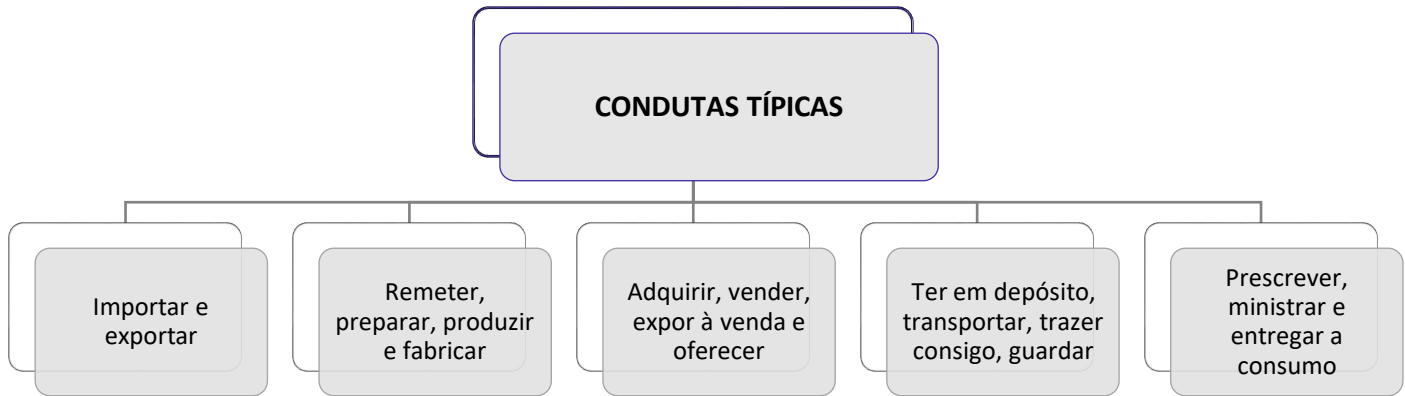 CONDUTAS TÍPICAS
Importar e
exportar
Remeter,
preparar, produzir
e fabricar
Adquirir, vender,
expor à venda e
oferecer
Ter em depósito,
transportar, trazer
consigo, guardar
Prescrever,
ministrar e
entregar a
consumo